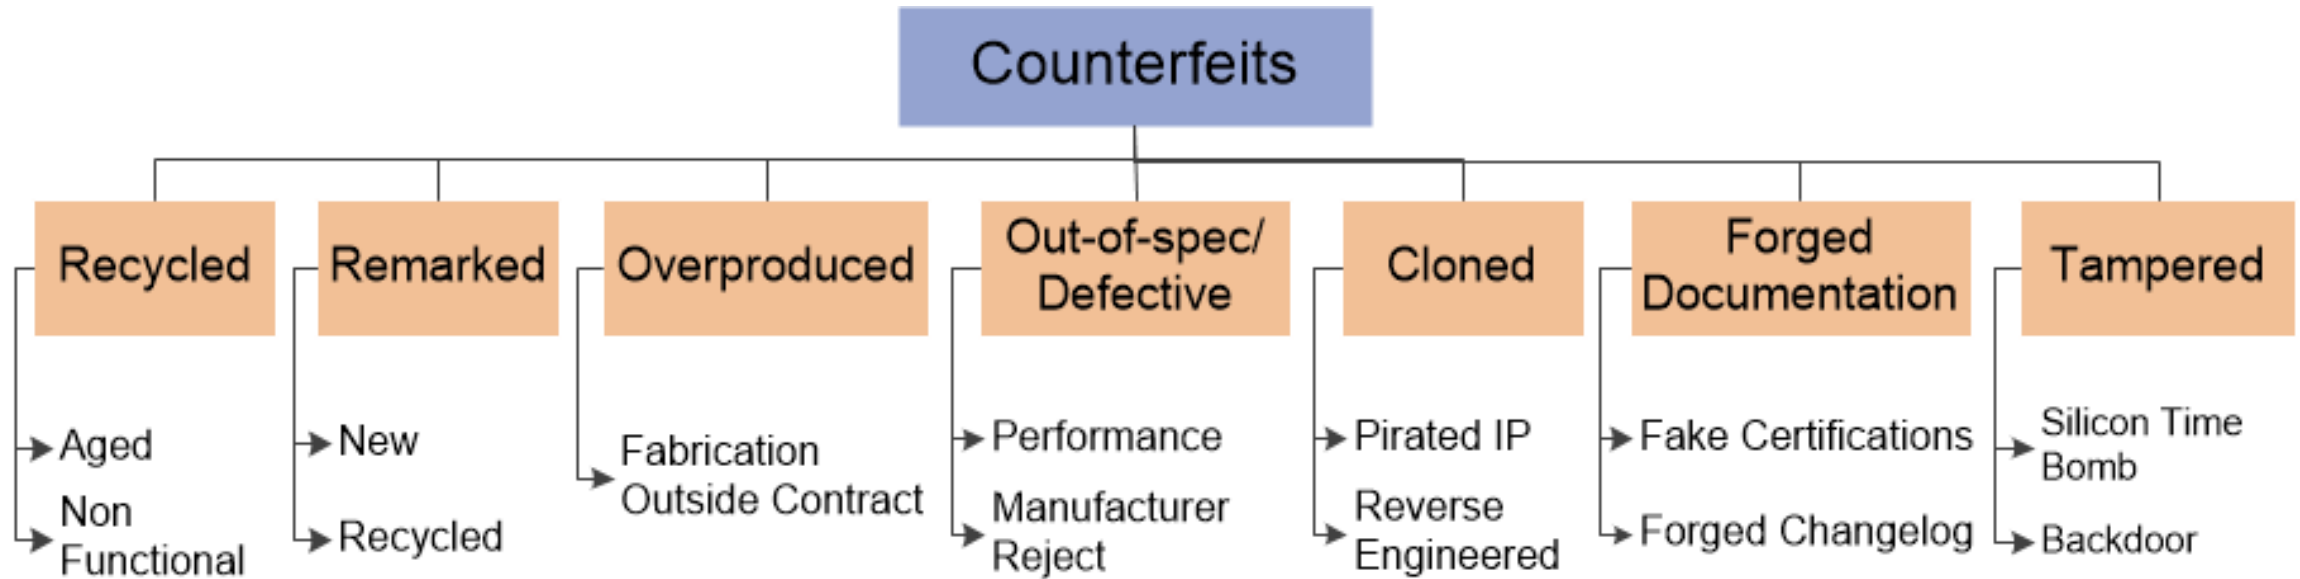 Counterfeits
Recycled
Aged
Non
Functional
Remarked
New
Recycled
Overproduced
Fabrication
Outside Contract
Out-of-spec/
Defective
Performance
Manufacturer
Reject
Cloned
Pirated IP
Reverse
Engineered
Forged
Documentation
Fake Certifications
Forged Changelog
Tampered
Silicon Time
Bomb
Backdoor